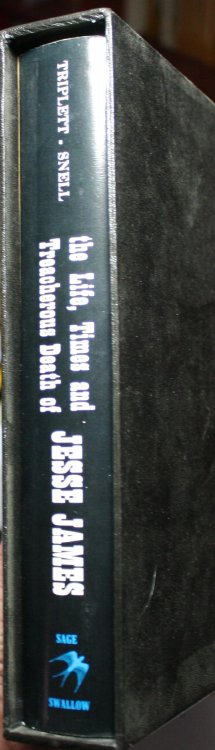 TRIPLETT · SNELL
the Life, Times and
Treacherous Death of
JESSE JAMES
SAGE
SWALLOW